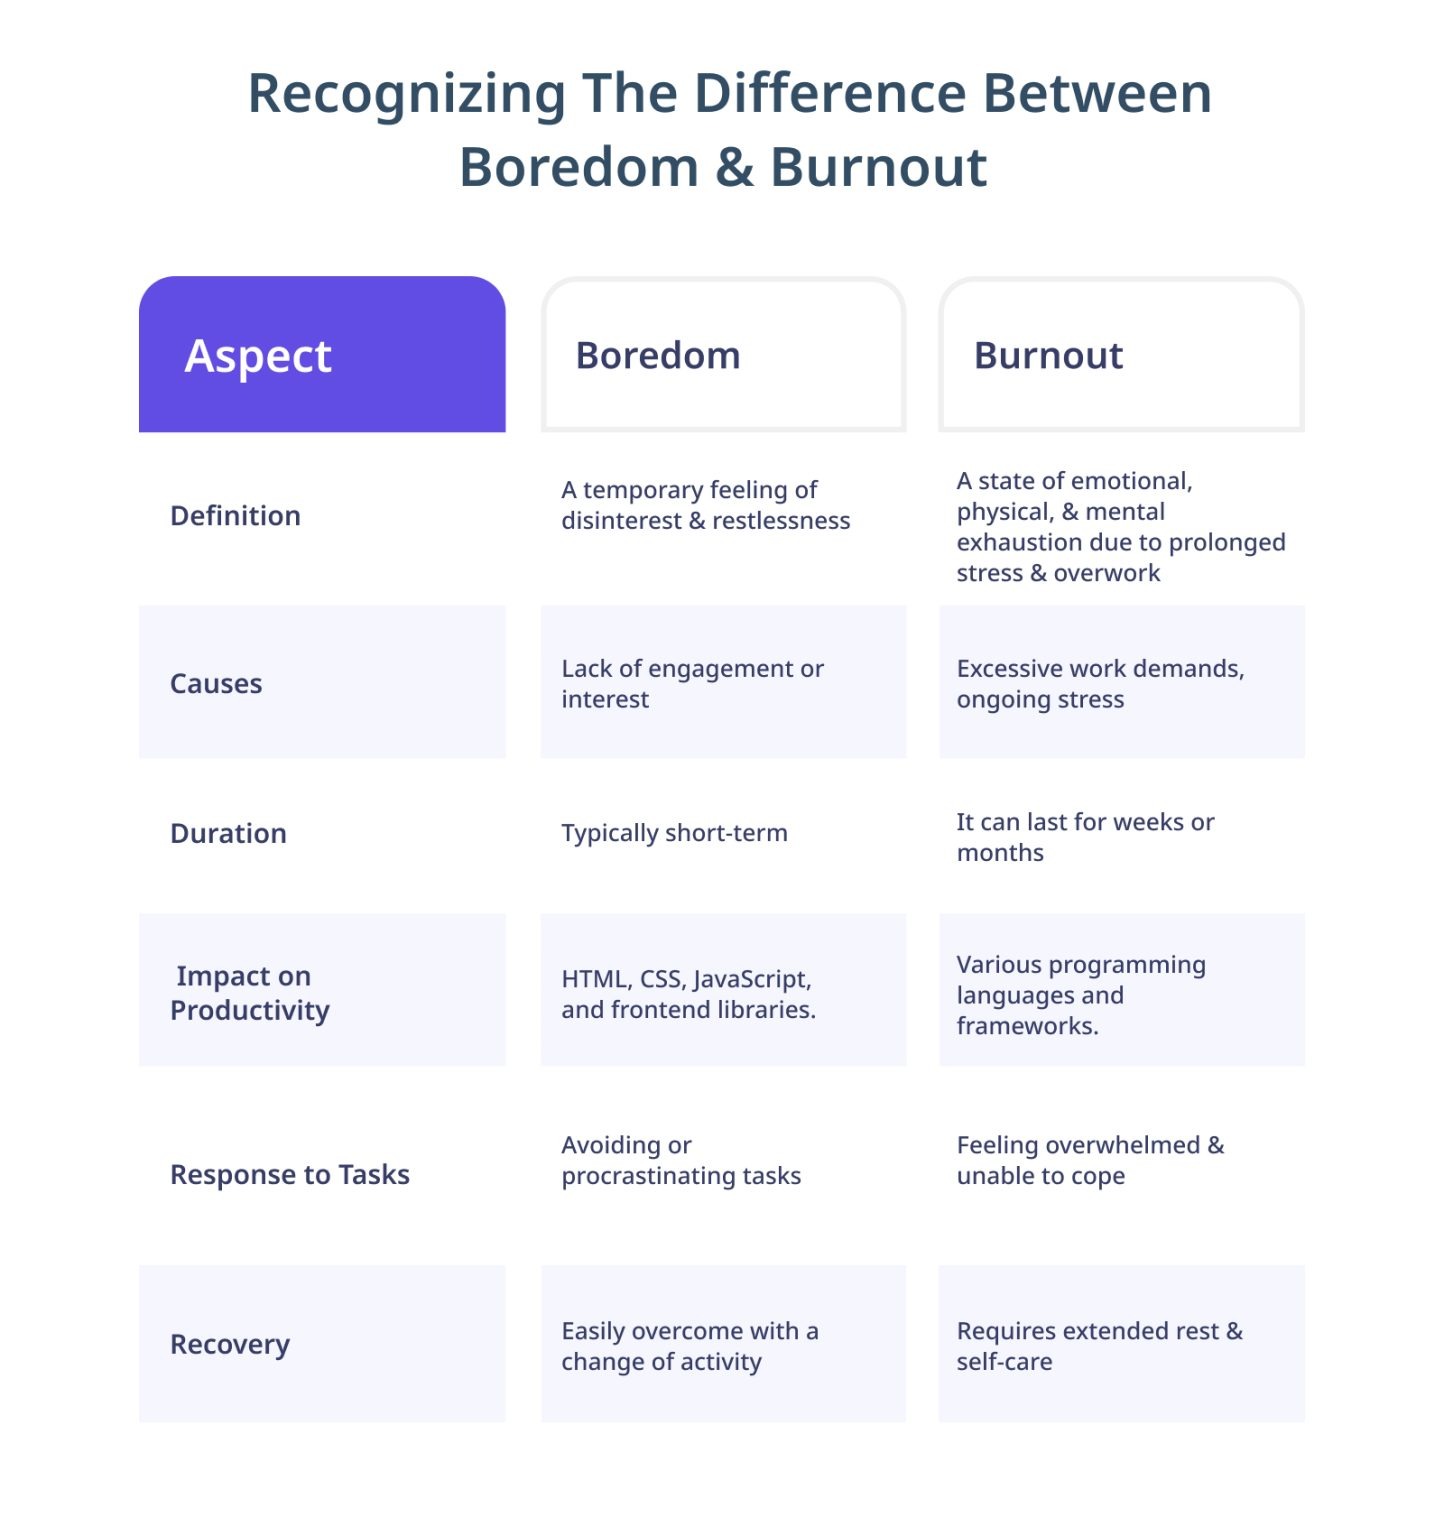 Recognizing The Difference Between
Boredom & Burnout
Aspect
Boredom
Burnout
Definition
A temporary feeling of
disinterest & restlessness
A state of emotional,
physical, & mental
exhaustion due to prolonged
stress & overwork
Causes
Lack of engagement or
interest
Excessive work demands,
ongoing stress
Duration
Typically short-term
It can last for weeks or
months
Impact on
Productivity
HTML, CSS, JavaScript,
and frontend libraries.
Various programming
languages and
frameworks.
Response to Tasks
Avoiding or
procrastinating tasks
Feeling overwhelmed &
unable to cope
Recovery
Easily overcome with a
change of activity
Requires extended rest &
self-care